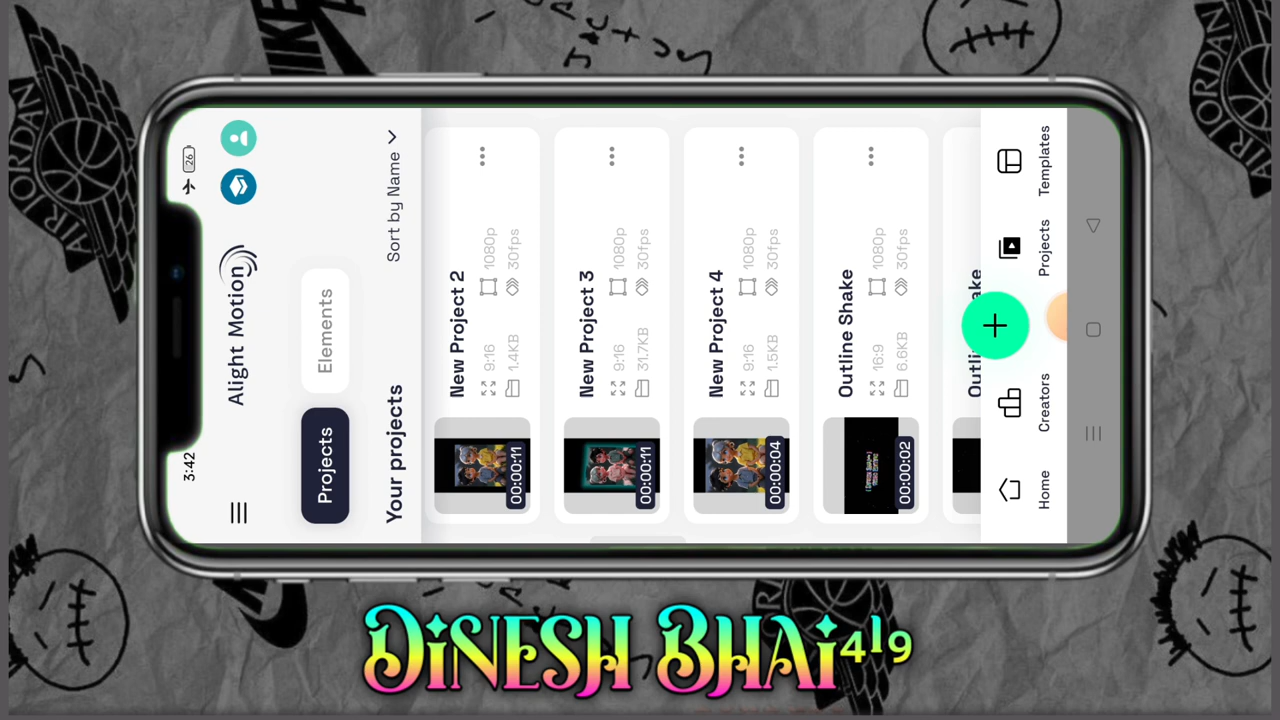 3:42
26
Alight Motion
Projects
Elements
Your projects
Sort by Name
New Project 2
9:16
1080p
1.4KB
30fps
00:00:11
New Project 3
9:16
1080p
31.7KB
30fps
00:00:11
New Project 4
9:16
1080p
1.5KB
30fps
00:00:04
Outline Shake
16:9
1080p
6.6KB
30fps
00:00:02
Home
Creators
Projects
Templates
AIR JORDAN
NIKE
AIR JORDAN
DINESH BHAI419